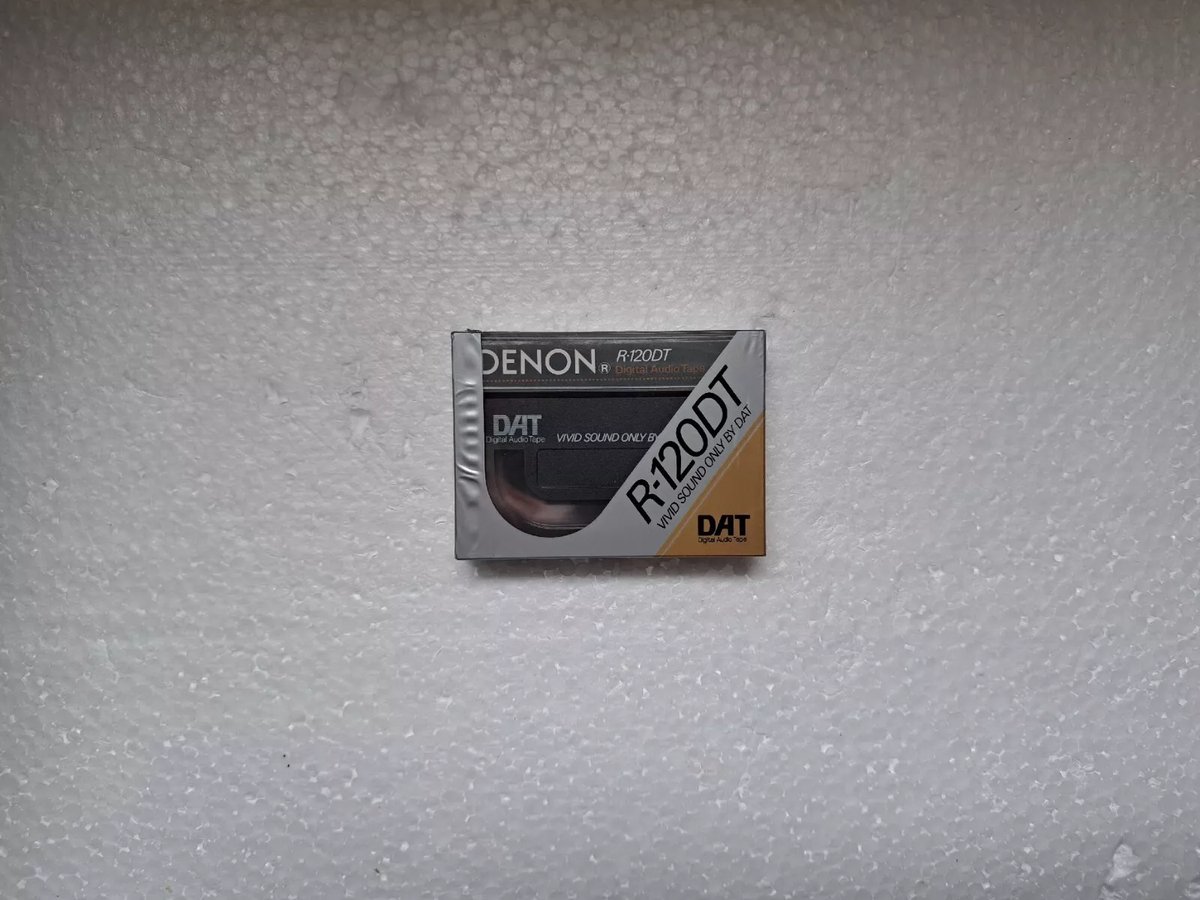 DENON® R-120DT
Digital Audio Tape
DAT
Digital Audio Tape
VIVID SOUND ONLY BY
R-120DT
VIVID SOUND ONLY BY DAT
DAT
Digital Audio Tape